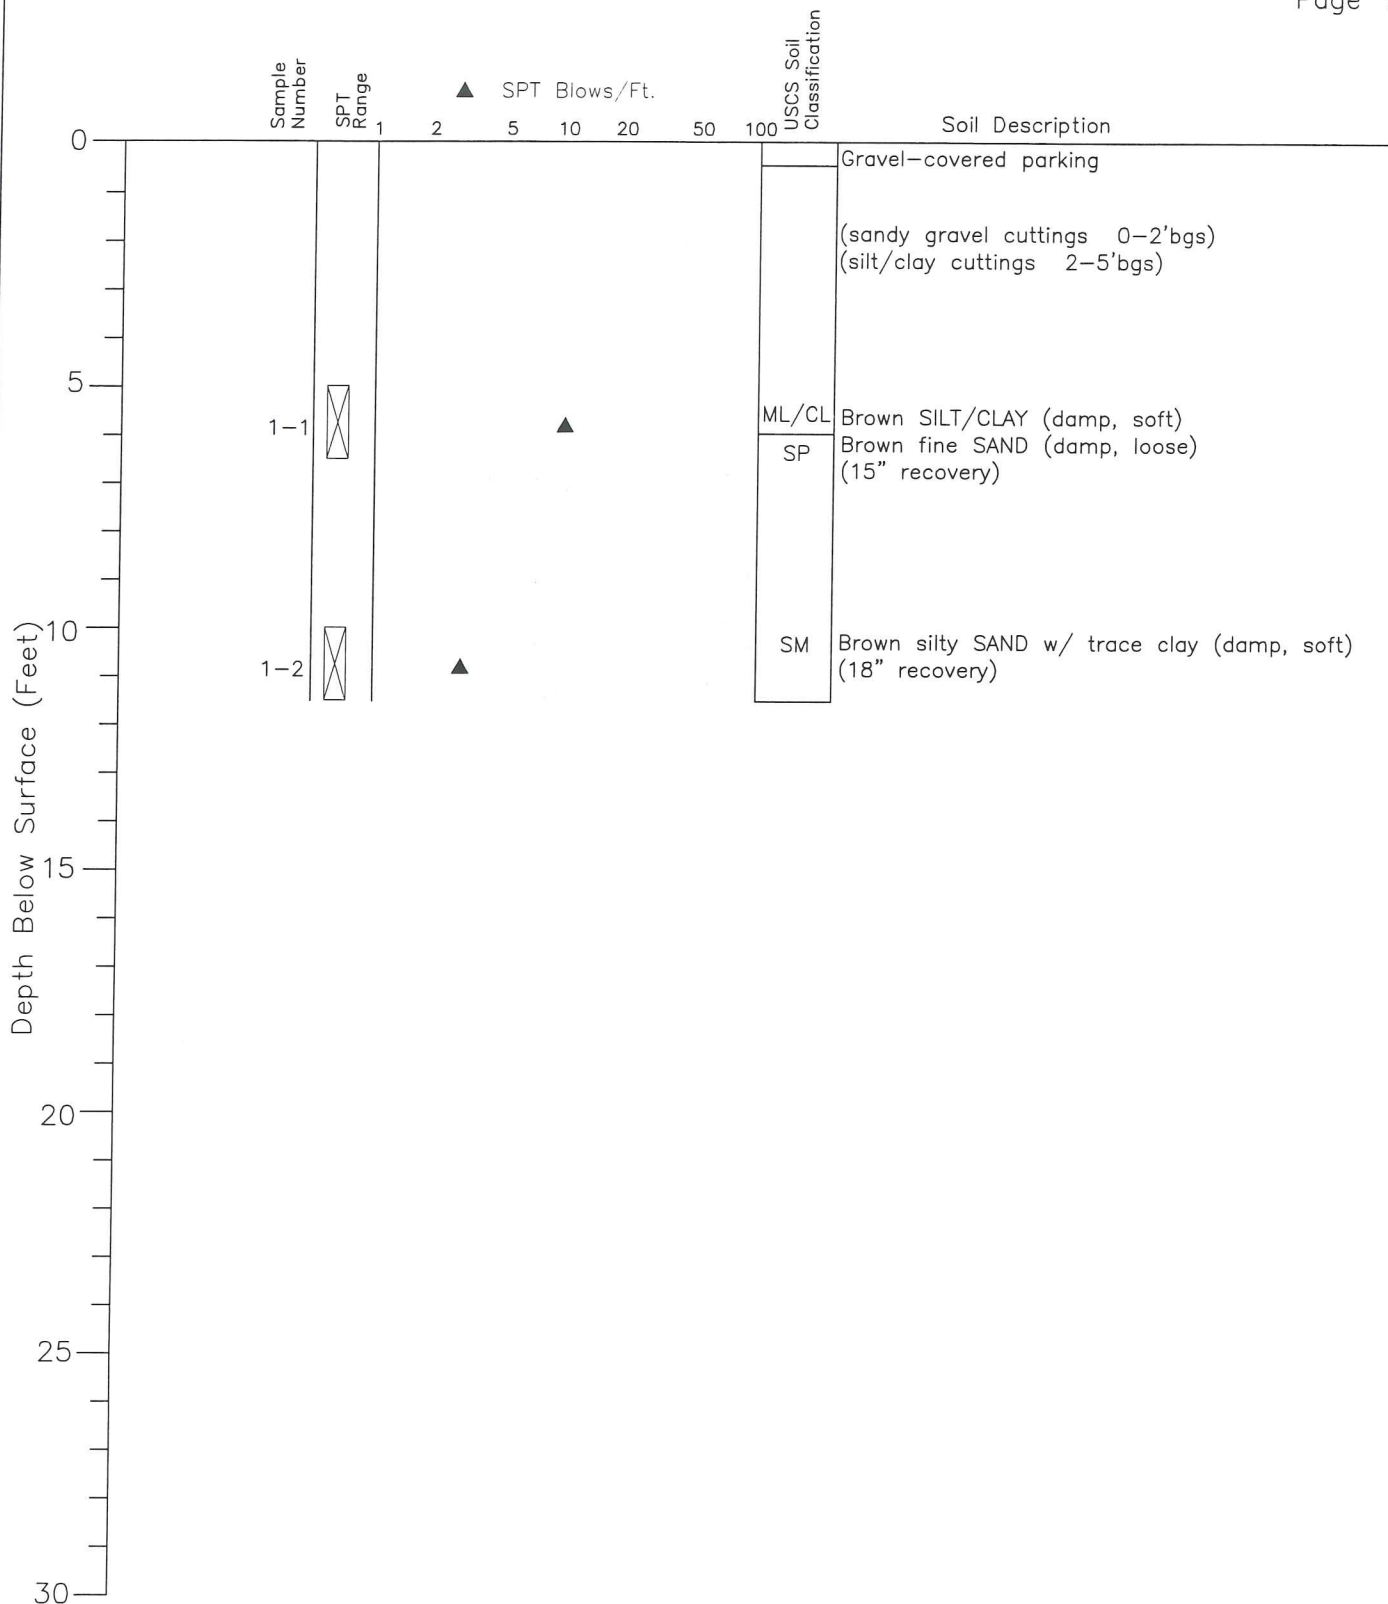 Page
Sample
Number
SPT
Range
▲ SPT Blows/Ft.
USCS Soil
Classification
1 2 5 10 20 50 100
Soil Description
0
Gravel-covered parking
(sandy gravel cuttings 0-2'bgs)
(silt/clay cuttings 2-5'bgs)
5
1-1
ML/CL Brown SILT/CLAY (damp, soft)
SP Brown fine SAND (damp, loose)
(15" recovery)
10
1-2
SM Brown silty SAND w/ trace clay (damp, soft)
(18" recovery)
Depth Below Surface (Feet)
15
20
25
30